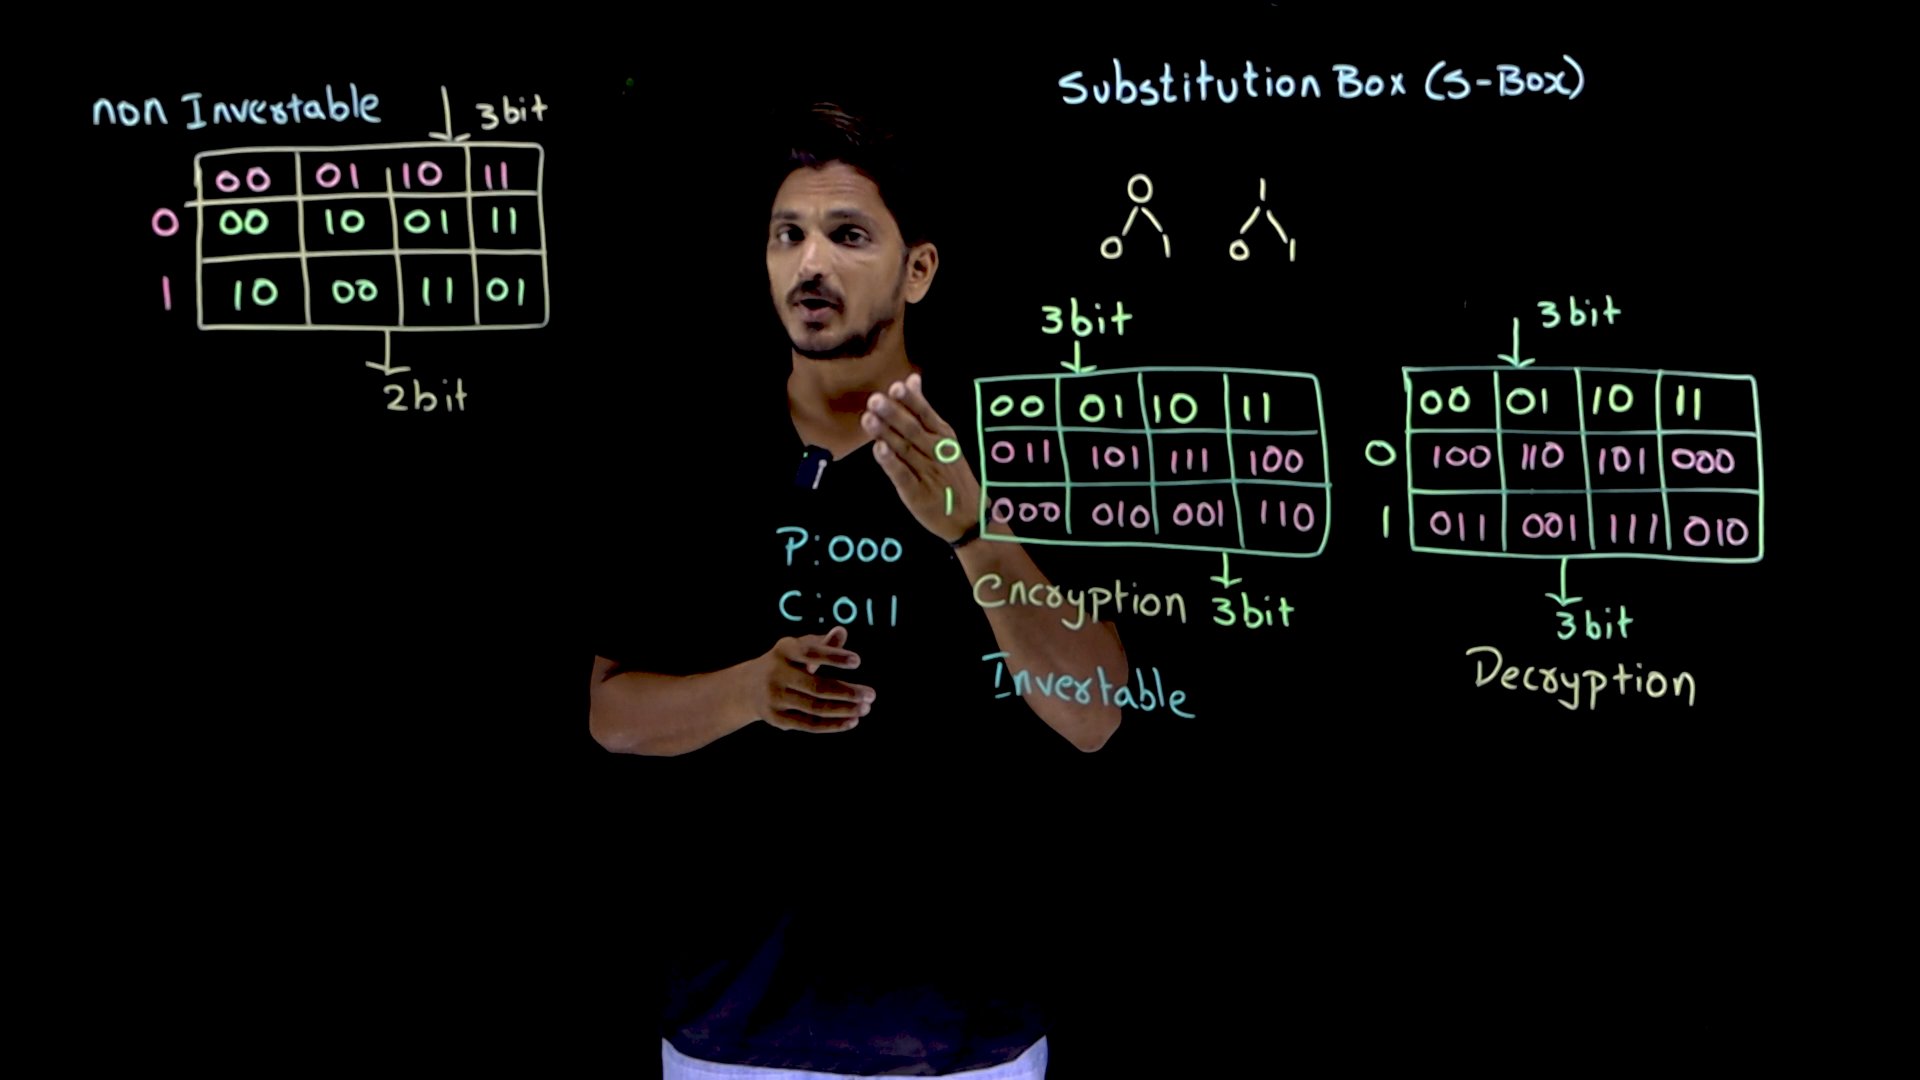 Substitution Box (S-Box)
non Invertable
3bit
00 01 10 11
0 00 10 01 11
1 10 00 11 01
2bit
0 1
0 1 0 1
3bit
00 01 10 11
0 011 101 111 100
1 000 010 001 110
3bit
Encryption
Invertable
P:000
C:011
3bit
00 01 10 11
0 100 110 101 000
1 011 001 111 010
3bit
Decryption